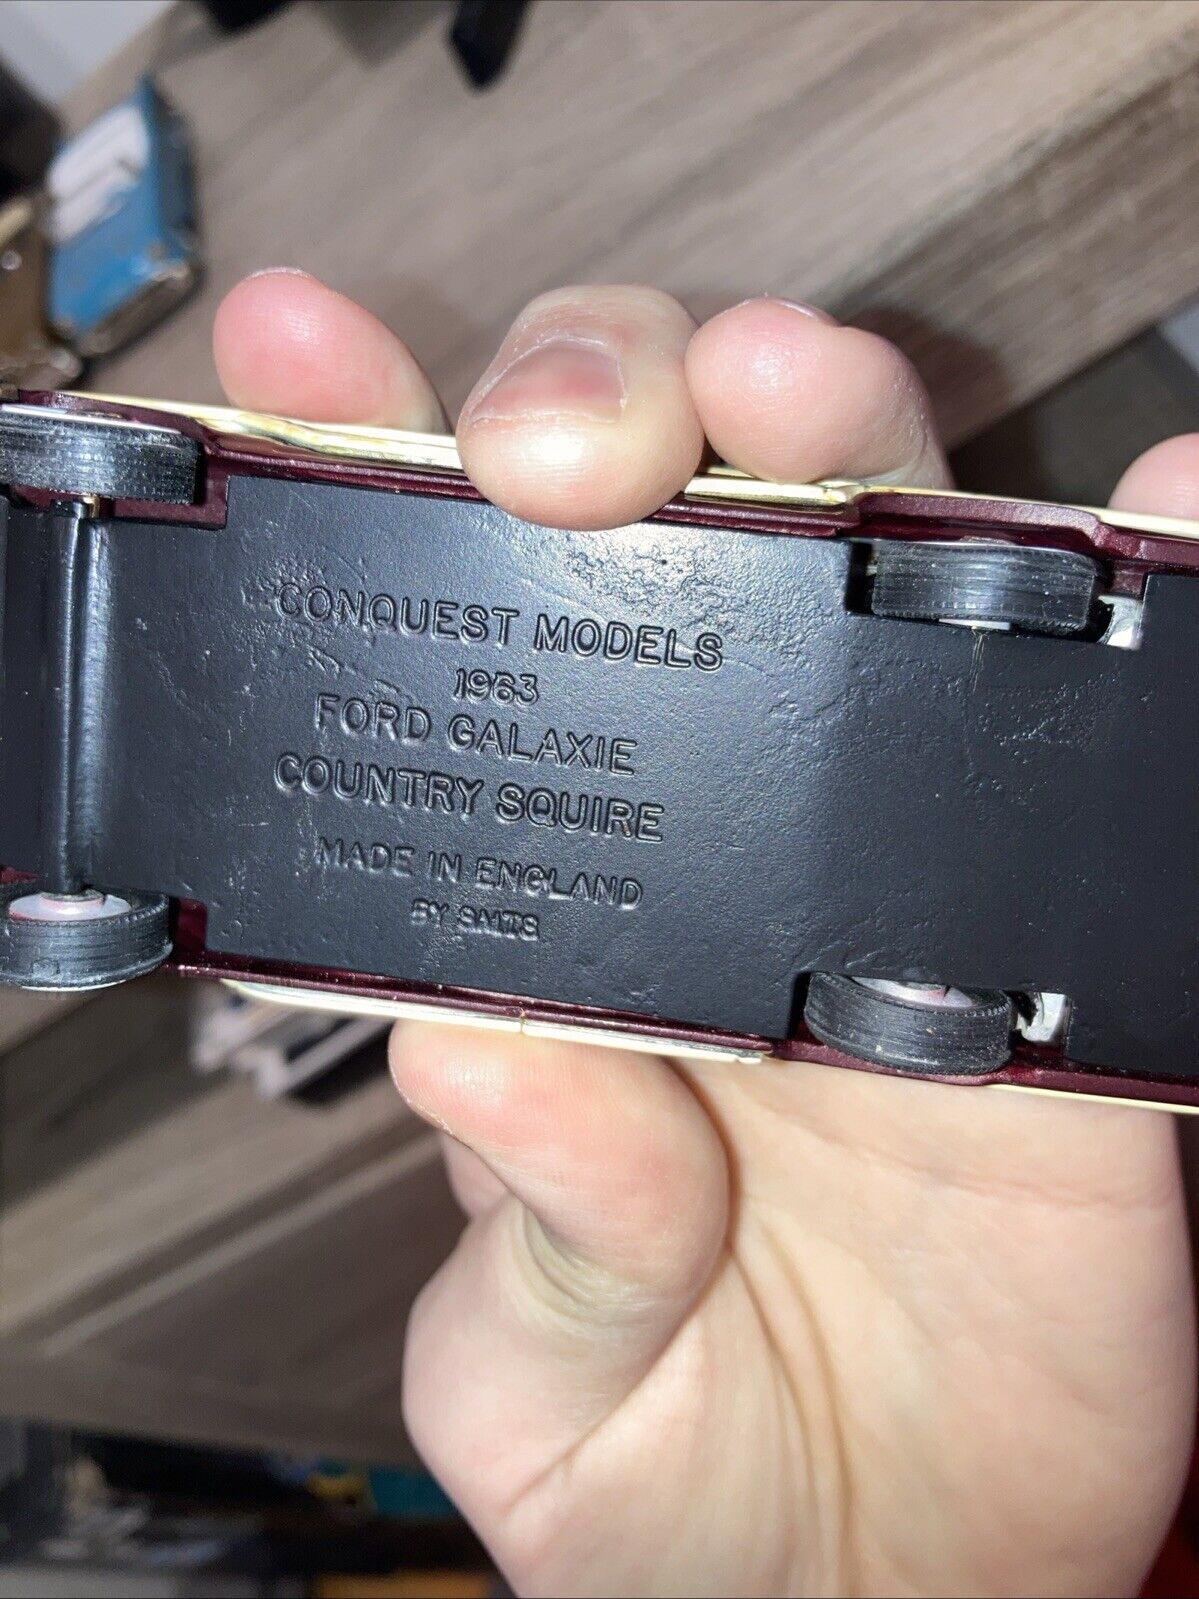 CONQUEST MODELS
1963
FORD GALAXIE
COUNTRY SQUIRE
MADE IN ENGLAND
BY SMTS